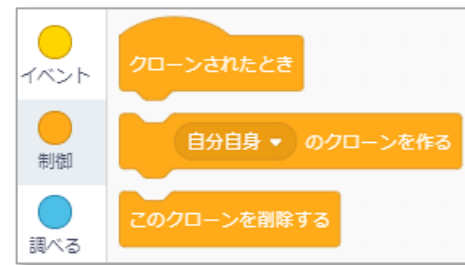 イベント
クローンされたとき
制御
自分自身 のクローンを作る
このクローンを削除する
調べる